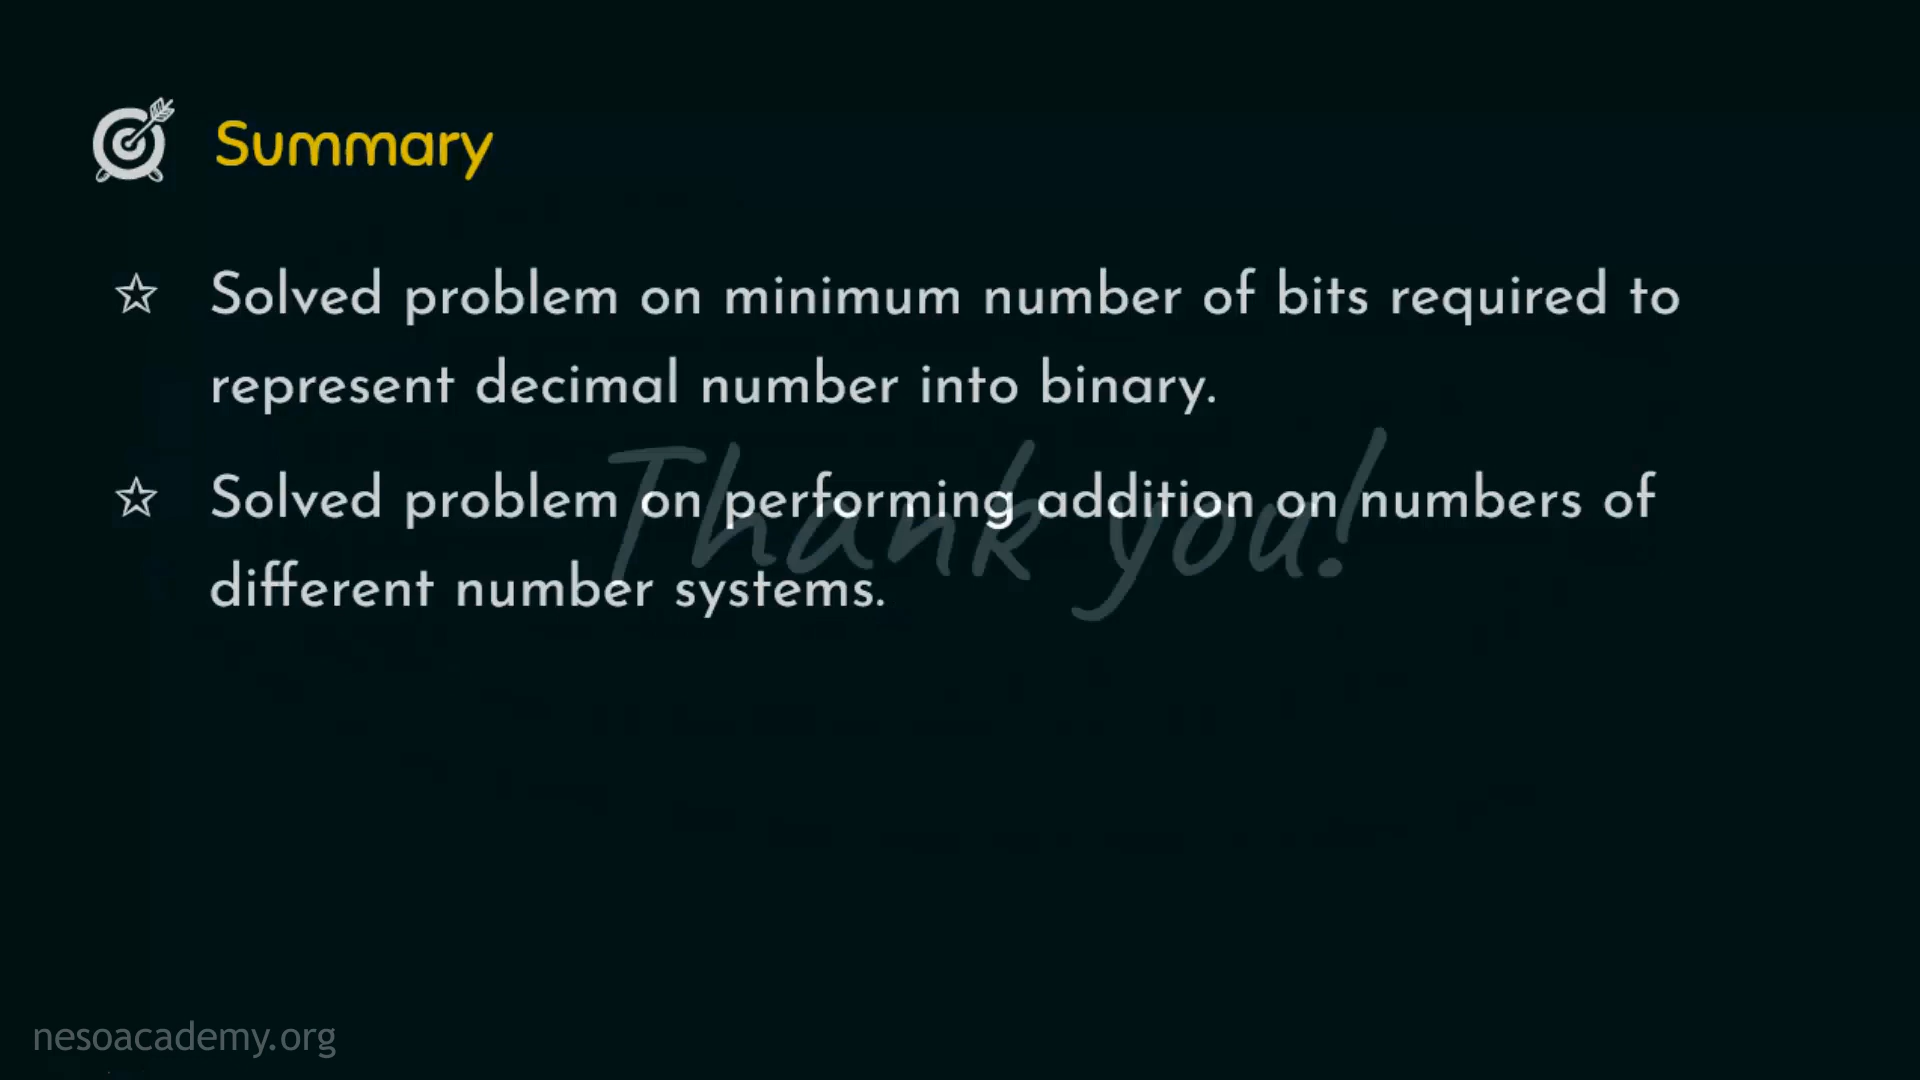 Summary
Solved problem on minimum number of bits required to
represent decimal number into binary.
Thank you!
Solved problem on performing addition on numbers of
different number systems.
nesoacademy.org